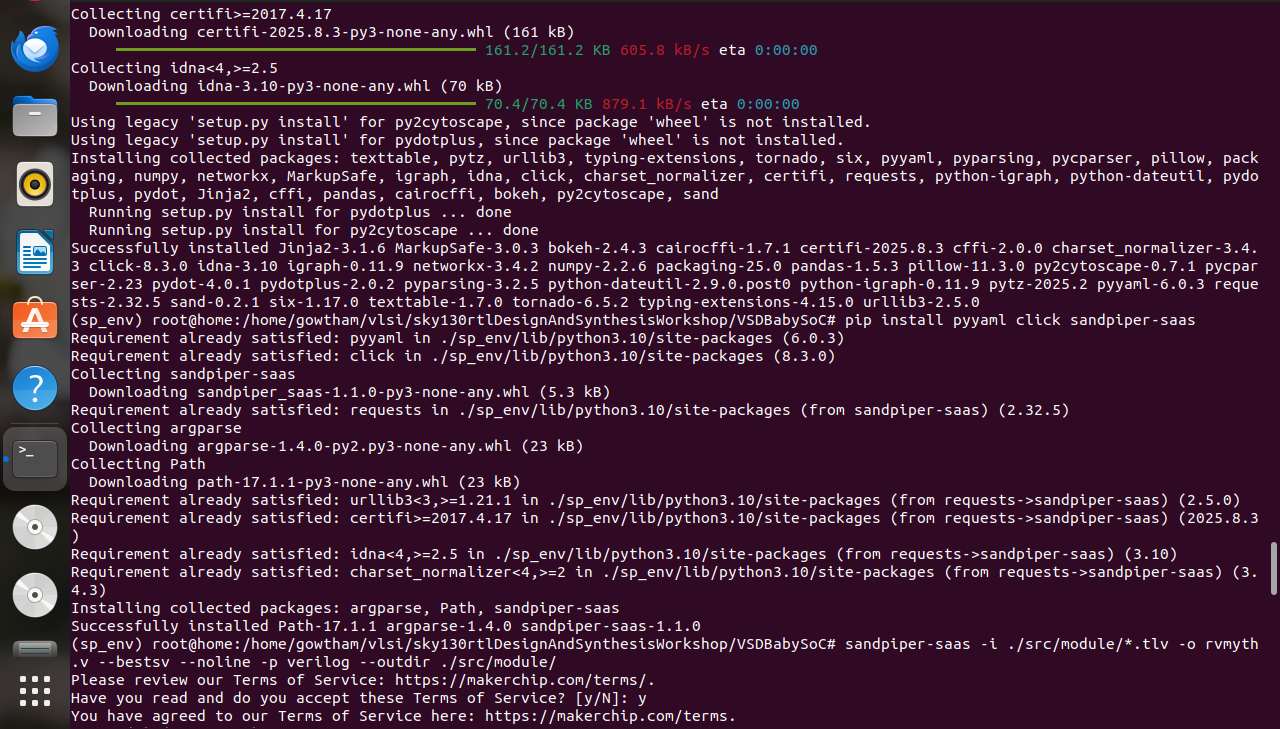 Collecting certifi>=2017.4.17
Downloading certifi-2025.8.3-py3-none-any.whl (161 kB)
161.2/161.2 KB 605.8 kB/s eta 0:00:00
Collecting idna<4,>=2.5
Downloading idna-3.10-py3-none-any.whl (70 kB)
70.4/70.4 KB 879.1 kB/s eta 0:00:00
Using legacy 'setup.py install' for py2cytoscape, since package 'wheel' is not installed.
Using legacy 'setup.py install' for pydotplus, since package 'wheel' is not installed.
Installing collected packages: texttable, pytz, urllib3, typing-extensions, tornado, six, pyyaml, pyparsing, pycparser, pillow, pack
aging, numpy, networkx, MarkupSafe, igraph, idna, click, charset_normalizer, certifi, requests, python-igraph, python-dateutil, pydo
tplus, pydot, Jinja2, cffi, pandas, cairocffi, bokeh, py2cytoscape, sand
Running setup.py install for pydotplus ... done
Running setup.py install for py2cytoscape ... done
Successfully installed Jinja2-3.1.6 MarkupSafe-3.0.3 bokeh-2.4.3 cairocffi-1.7.1 certifi-2025.8.3 cffi-2.0.0 charset_normalizer-3.4.
3 click-8.3.0 idna-3.10 igraph-0.11.9 networkx-3.4.2 numpy-2.2.6 packaging-25.0 pandas-1.5.3 pillow-11.3.0 py2cytoscape-0.7.1 pycpar
ser-2.23 pydot-4.0.1 pydotplus-2.0.2 pyparsing-3.2.5 python-dateutil-2.9.0.post0 python-igraph-0.11.9 pytz-2025.2 pyyaml-6.0.3 reque
sts-2.32.5 sand-0.2.1 six-1.17.0 texttable-1.7.0 tornado-6.5.2 typing-extensions-4.15.0 urllib3-2.5.0
(sp_env) root@home:/home/gowtham/vlsi/sky130rtlDesignAndSynthesisWorkshop/VSDBabySoC# pip install pyyaml click sandpiper-saas
Requirement already satisfied: pyyaml in ./sp_env/lib/python3.10/site-packages (6.0.3)
Requirement already satisfied: click in ./sp_env/lib/python3.10/site-packages (8.3.0)
Collecting sandpiper-saas
Downloading sandpiper_saas-1.1.0-py3-none-any.whl (5.3 kB)
Requirement already satisfied: requests in ./sp_env/lib/python3.10/site-packages (from sandpiper-saas) (2.32.5)
Collecting argparse
Downloading argparse-1.4.0-py2.py3-none-any.whl (23 kB)
Collecting Path
Downloading path-17.1.1-py3-none-any.whl (23 kB)
Requirement already satisfied: urllib3<3,>=1.21.1 in ./sp_env/lib/python3.10/site-packages (from requests->sandpiper-saas) (2.5.0)
Requirement already satisfied: certifi>=2017.4.17 in ./sp_env/lib/python3.10/site-packages (from requests->sandpiper-saas) (2025.8.3
)
Requirement already satisfied: idna<4,>=2.5 in ./sp_env/lib/python3.10/site-packages (from requests->sandpiper-saas) (3.10)
Requirement already satisfied: charset_normalizer<4,>=2 in ./sp_env/lib/python3.10/site-packages (from requests->sandpiper-saas) (3.
4.3)
Installing collected packages: argparse, Path, sandpiper-saas
Successfully installed Path-17.1.1 argparse-1.4.0 sandpiper-saas-1.1.0
(sp_env) root@home:/home/gowtham/vlsi/sky130rtlDesignAndSynthesisWorkshop/VSDBabySoC# sandpiper-saas -i ./src/module/*.tlv -o rvmyth
.v --bestsv --noline -p verilog --outdir ./src/module/
Please review our Terms of Service: https://makerchip.com/terms/.
Have you read and do you accept these Terms of Service? [y/N]: y
You have agreed to our Terms of Service here: https://makerchip.com/terms.